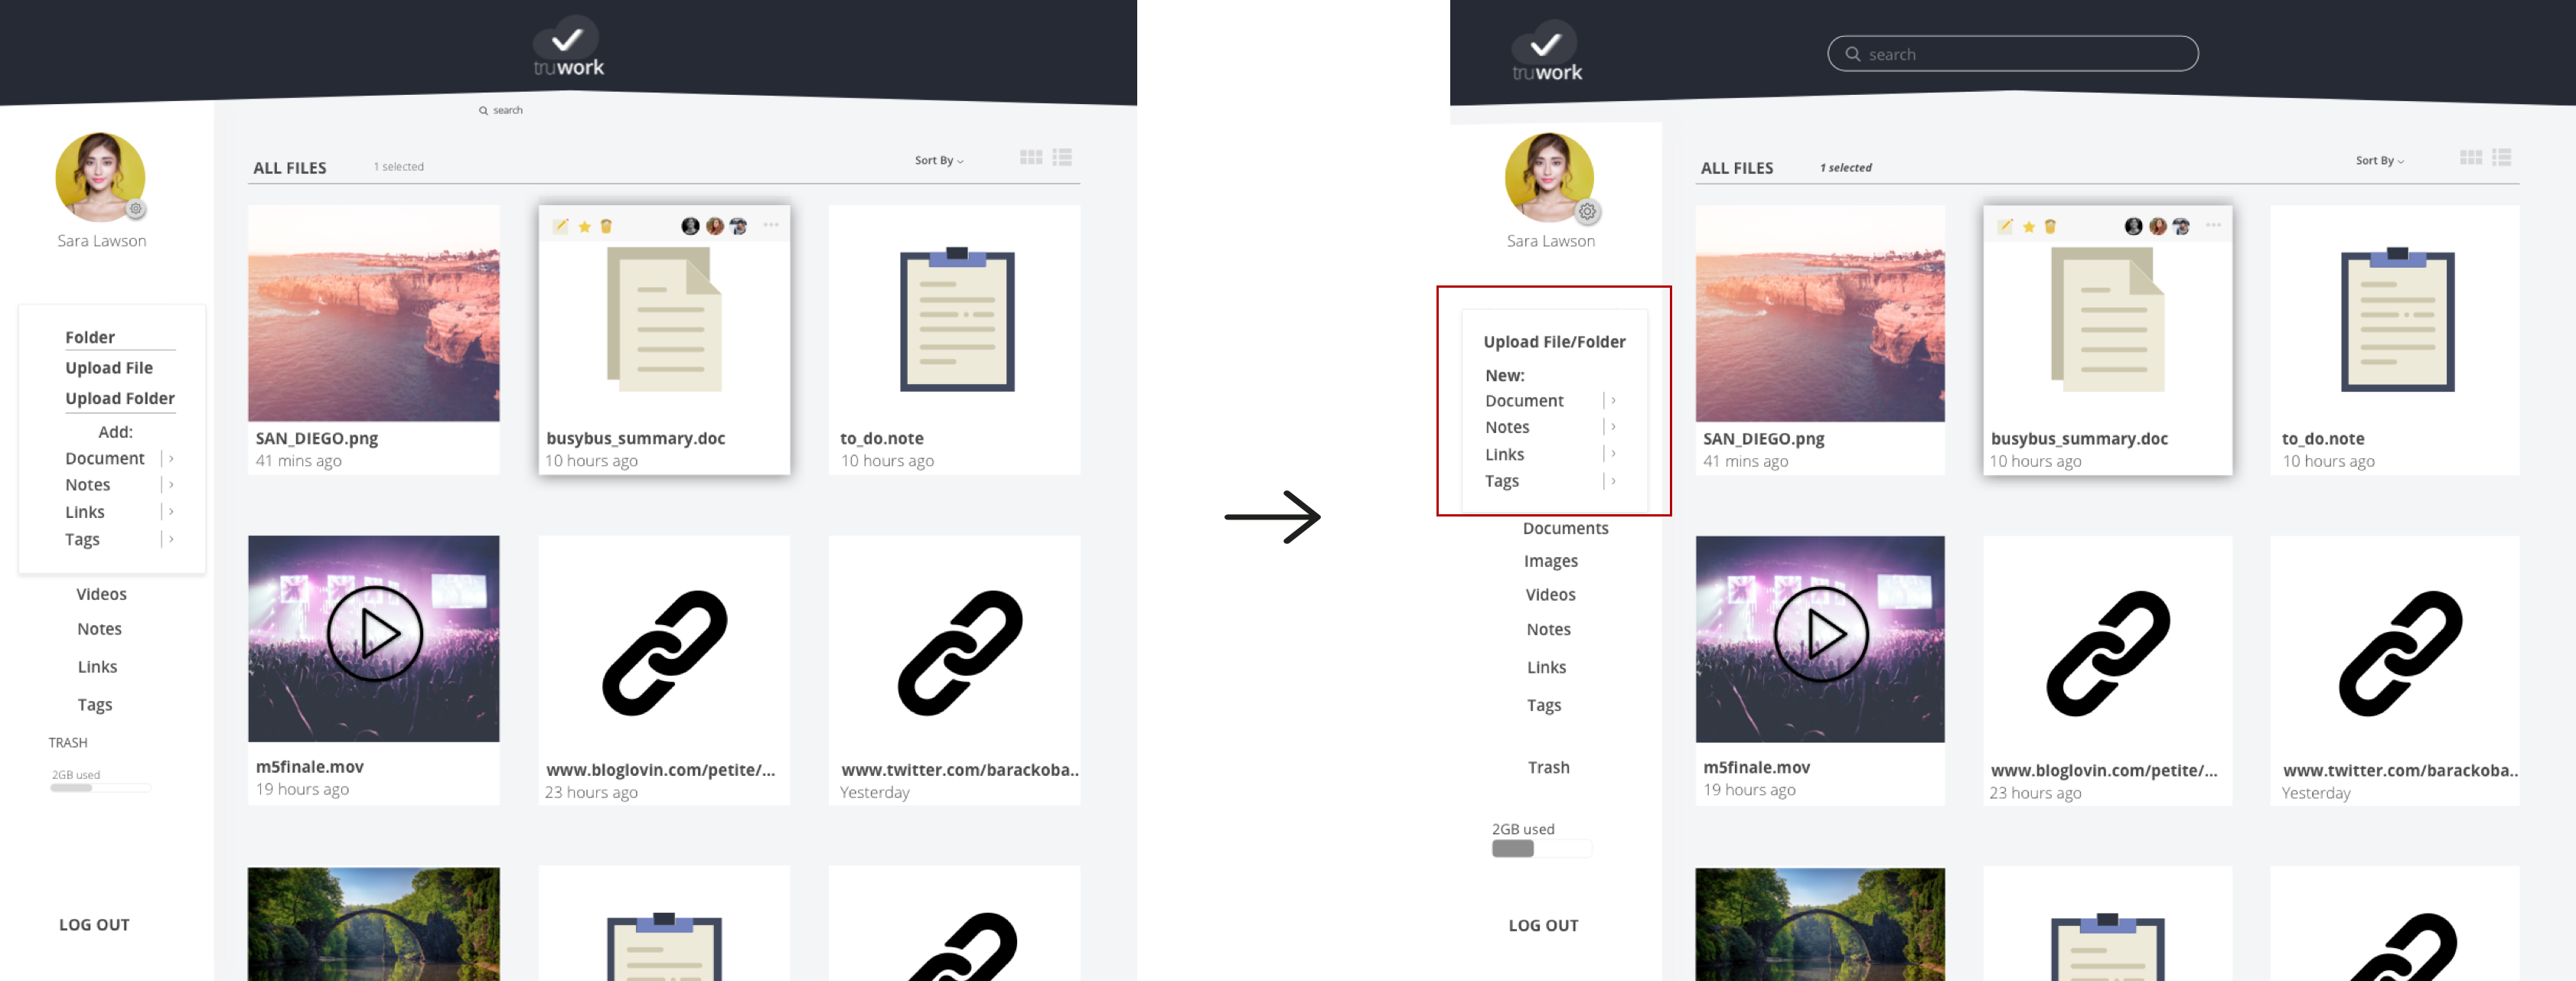 truwork
search
Sara Lawson
Folder
Upload File
Upload Folder
Add:
Document
Notes
Links
Tags
Videos
Notes
Links
Tags
TRASH
2GB used
LOG OUT
ALL FILES 1 selected Sort By
SAN_DIEGO.png
41 mins ago
busybus_summary.doc
10 hours ago
to_do.note
10 hours ago
m5finale.mov
19 hours ago
www.bloglovin.com/petite/...
23 hours ago
www.twitter.com/barackoba..
Yesterday
truwork
search
Sara Lawson
Upload File/Folder
New:
Document
Notes
Links
Tags
Documents
Images
Videos
Notes
Links
Tags
Trash
2GB used
LOG OUT
ALL FILES 1 selected Sort By
SAN_DIEGO.png
41 mins ago
busybus_summary.doc
10 hours ago
to_do.note
10 hours ago
m5finale.mov
19 hours ago
www.bloglovin.com/petite/...
23 hours ago
www.twitter.com/barackoba..
Yesterday